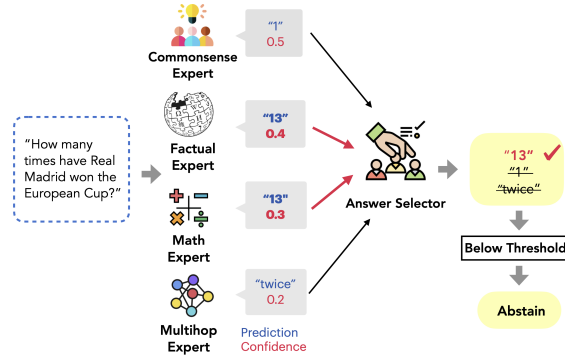 “How many
times have Real
Madrid won the
European Cup?”
Commonsense
Expert
“1”
0.5
Factual
Expert
“13”
0.4
Math
Expert
“13”
0.3
Multihop
Expert
“twice”
0.2
Prediction
Confidence
Answer Selector
“13”
“1”
“twice”
Below Threshold
Abstain